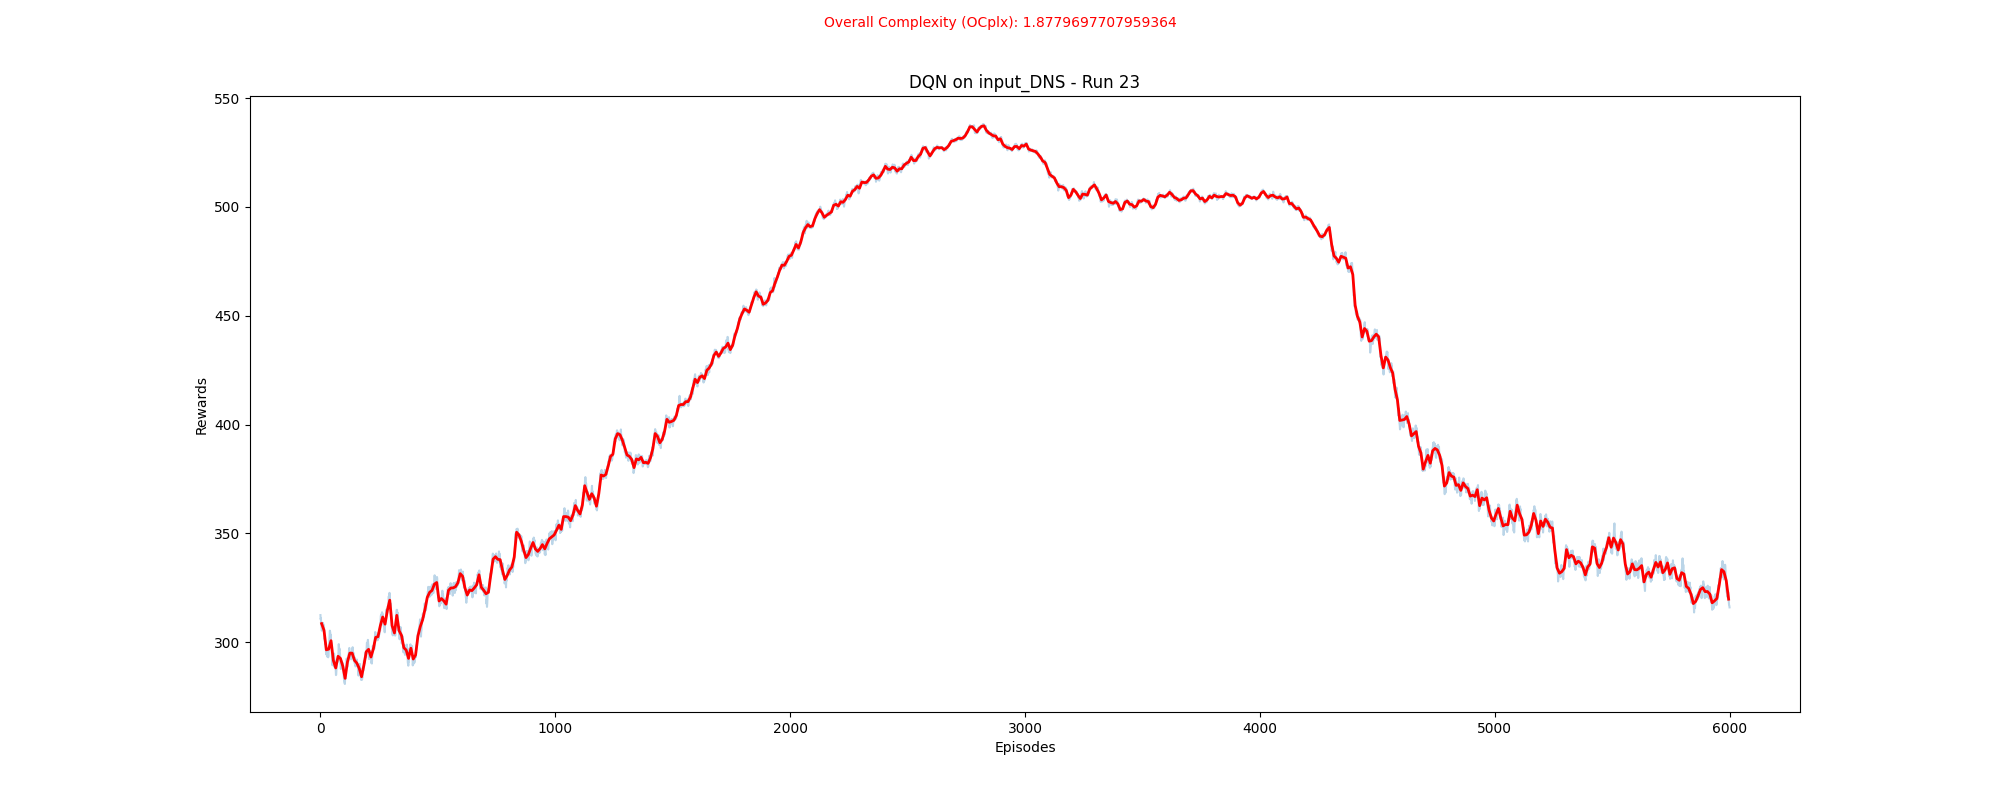 Overall Complexity (OCplx): 1.8779697707959364
DQN on input_DNS - Run 23
550
500
450
400
350
300
Rewards
0 1000 2000 3000 4000 5000 6000
Episodes